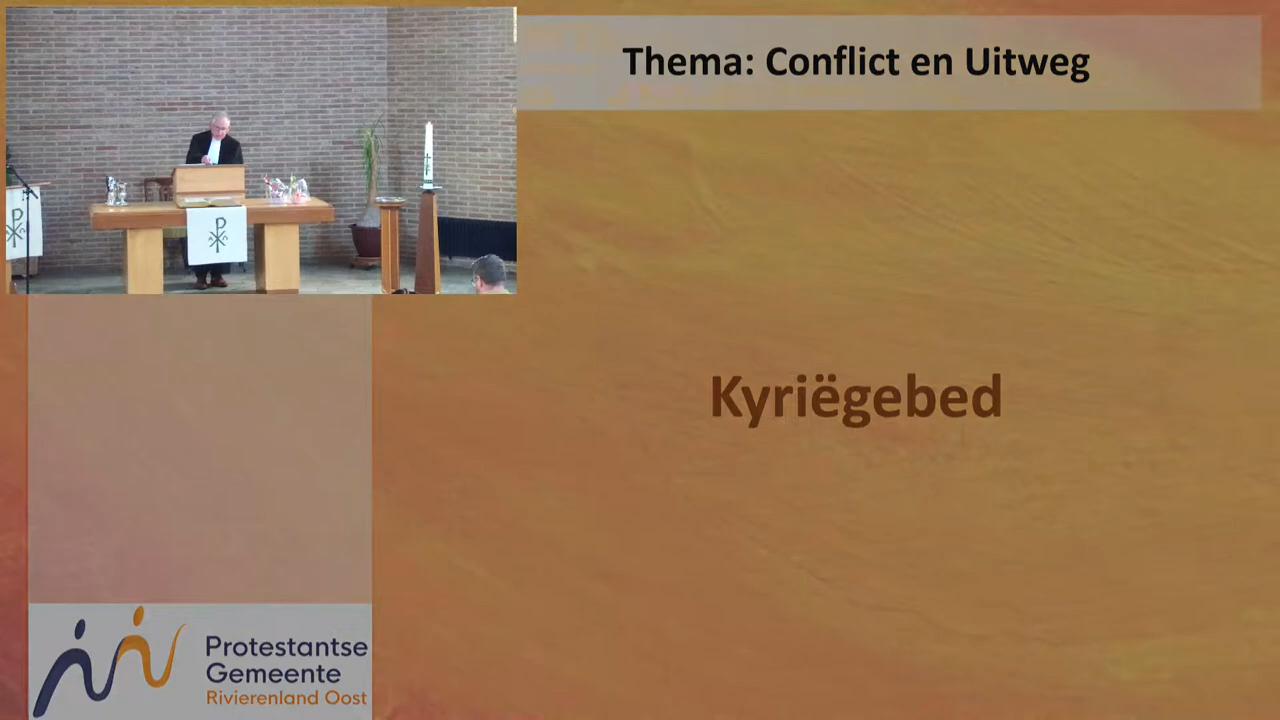 Thema: Conflict en Uitweg
Kyriëgebed
Protestantse
Gemeente
Rivierenland Oost